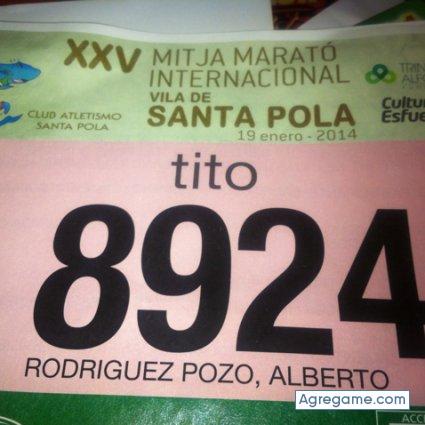 XXV MITJA MARATÓ
INTERNACIONAL
VILA DE
SANTA POLA
19 enero - 2014
CLUB ATLETISMO
SANTA POLA
tito
8924
RODRIGUEZ POZO, ALBERTO
Agregame.com